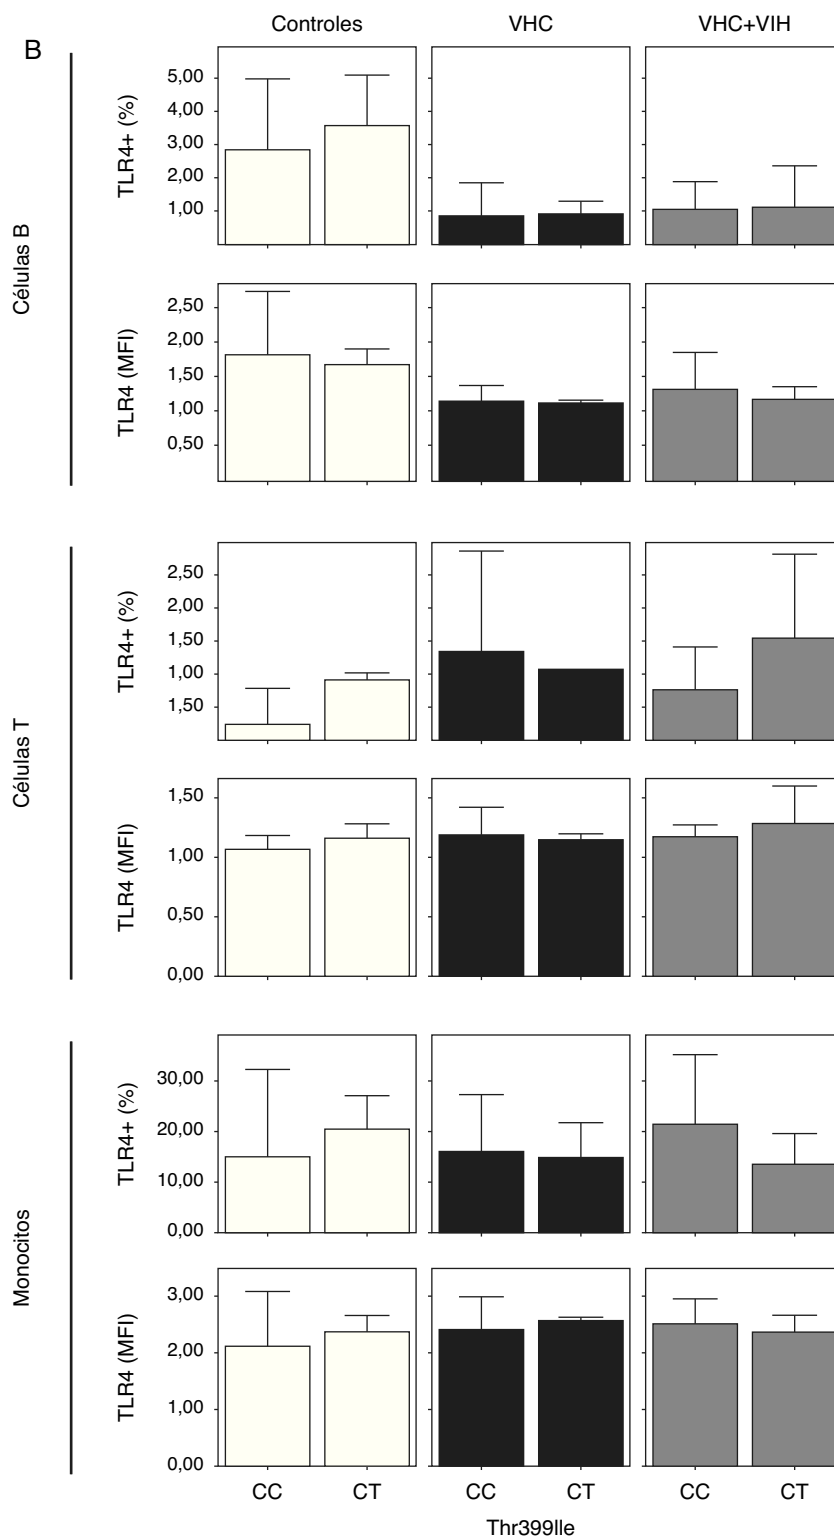 B
Controles VHC VHC+VIH
Células B
TLR4+ (%)
5,00
4,00
3,00
2,00
1,00
TLR4 (MFI)
2,50
2,00
1,50
1,00
0,50
Células T
TLR4+ (%)
2,50
2,00
1,50
1,00
1,50
TLR4 (MFI)
1,50
1,00
0,50
0,00
Monocitos
TLR4+ (%)
30,00
20,00
10,00
0,00
TLR4 (MFI)
3,00
2,00
1,00
0,00
CC CT CC CT CC CT
Thr399Ile